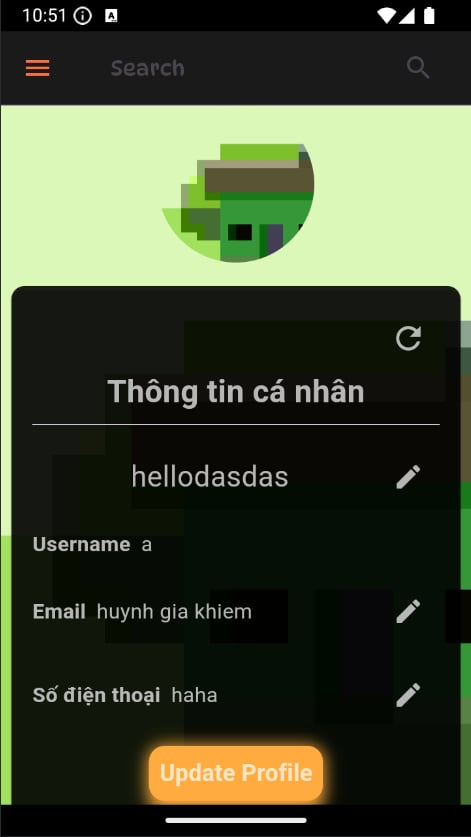 10:51
Search
Thông tin cá nhân
hellodasdas
Username a
Email huynh gia khiem
Số điện thoại haha
Update Profile